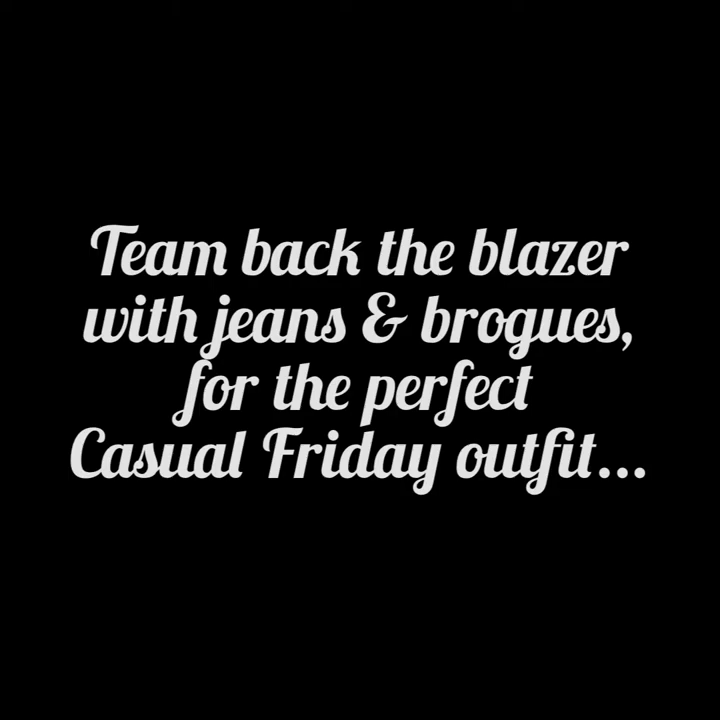 Team back the blazer
with jeans & brogues,
for the perfect
Casual Friday outfit...